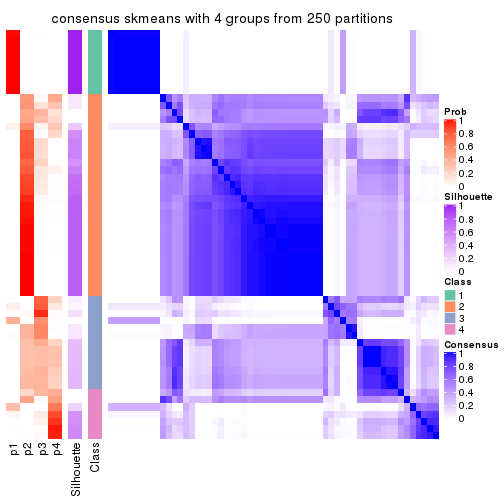 consensus skmeans with 4 groups from 250 partitions
Prob
1
0.8
0.6
0.4
0.2
0
Silhouette
1
0.8
0.6
0.4
0.2
0
Class
1
2
3
4
Consensus
1
0.8
0.6
0.4
0.2
0
p1
p2
p3
p4
Silhouette
Class